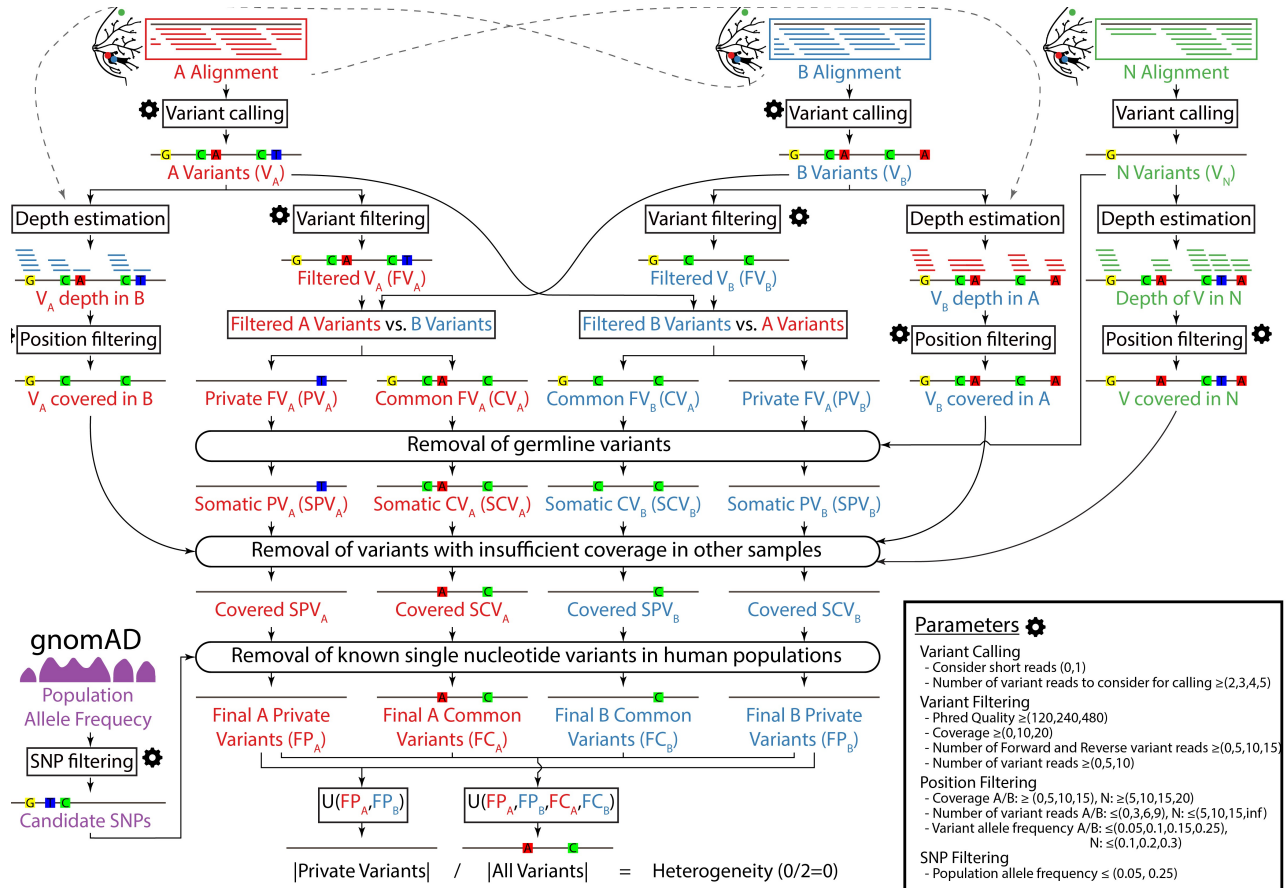 A Alignment
B Alignment
N Alignment
Variant calling
Variant calling
Variant calling
G C A C T
G C A C A
G
A Variants (VA)
B Variants (VB)
N Variants (VN)
Depth estimation
Variant filtering
Variant filtering
Depth estimation
Depth estimation
G C A C T
G C A C T
G C C
G C A C A
G C A C T A
VA depth in B
Filtered VA (FVA)
Filtered VB (FVB)
VB depth in A
Depth of V in N
Position filtering
Filtered A Variants vs. B Variants
Filtered B Variants vs. A Variants
Position filtering
Position filtering
G C C
T
G C A C
G C C
G C A C A
G A C T A
VA covered in B
Private FVA (PVA)
Common FVA (CVA)
Common FVB (CVA)
Private FVA(PVB)
VB covered in A
V covered in N
Removal of germline variants
T
C A C
C C
Somatic PVA (SPVA)
Somatic CVA (SCVA)
Somatic CVB (SCVB)
Somatic PVB (SPVB)
Removal of variants with insufficient coverage in other samples
A C
C
Covered SPVA
Covered SCVA
Covered SPVB
Covered SCVB
gnomAD
Population
Allele Frequecy
SNP filtering
G T C
Candidate SNPs
Removal of known single nucleotide variants in human populations
A C
C
Final A Private
Variants (FPA)
Final A Common
Variants (FCA)
Final B Common
Variants (FCB)
Final B Private
Variants (FPB)
U(FPA,FPB)
U(FPA,FPB,FCA,FCB)
A C
|Private Variants| / |All Variants| = Heterogeneity (0/2=0)
Parameters
Variant Calling
- Consider short reads (0,1)
- Number of variant reads to consider for calling ≥(2,3,4,5)
Variant Filtering
- Phred Quality ≥(120,240,480)
- Coverage ≥(0,10,20)
- Number of Forward and Reverse variant reads ≥(0,5,10,15)
- Number of variant reads ≥(0,5,10)
Position Filtering
- Coverage A/B: ≥ (0,5,10,15), N: ≥(5,10,15,20)
- Number of variant reads A/B: ≤(0,3,6,9), N: ≤(5,10,15,inf)
- Variant allele frequency A/B: ≤(0.05,0.1,0.15,0.25),
N: ≤(0.1,0.2,0.3)
SNP Filtering
- Population allele frequency ≤ (0.05, 0.25)